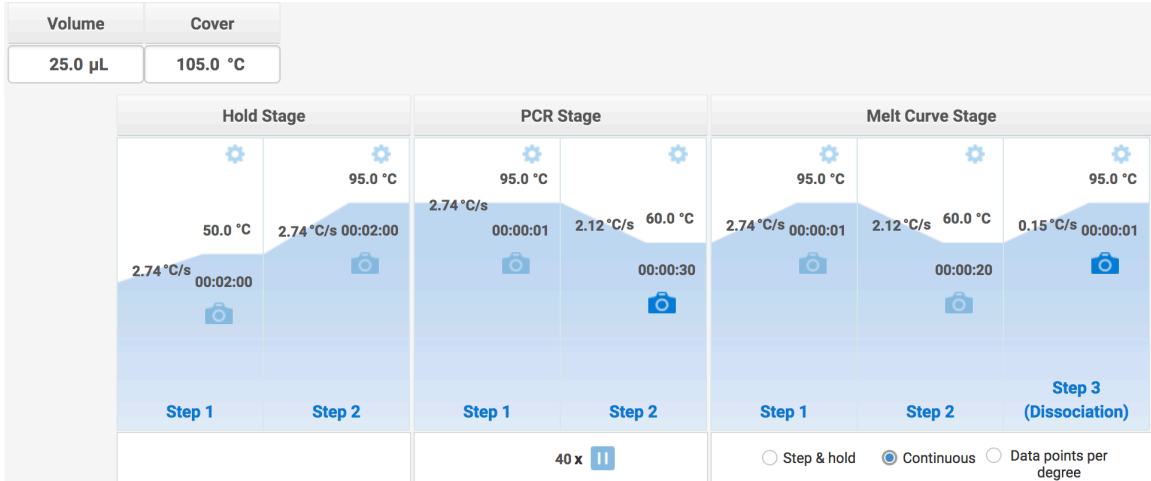 Volume Cover
25.0 µL 105.0 °C
Hold Stage PCR Stage Melt Curve Stage
95.0 °C 95.0 °C 95.0 °C 95.0 °C
2.74 °C/s
50.0 °C 2.74 °C/s 00:02:00 00:00:01 2.12 °C/s 60.0 °C 2.74 °C/s 00:00:01 2.12 °C/s 60.0 °C 0.15 °C/s 00:00:01
2.74 °C/s 00:02:00 00:00:30 00:00:20
Step 3
Step 1 Step 2 Step 1 Step 2 Step 1 Step 2 (Dissociation)
40 x Step & hold Continuous Data points per
degree